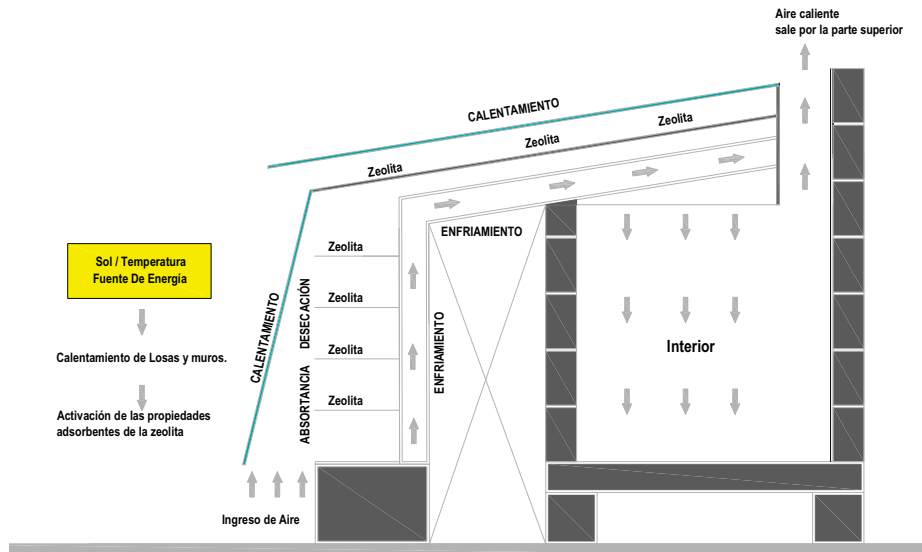 Aire caliente
sale por la parte superior
CALENTAMIENTO
Zeolita
Zeolita
Zeolita
ENFRIAMIENTO
Sol / Temperatura
Fuente De Energía
Calentamiento de Losas y muros.
Activación de las propiedades
adsorbentes de la zeolita
CALENTAMIENTO
ABSORTANCIA DESECACIÓN
Zeolita
Zeolita
Zeolita
Zeolita
ENFRIAMIENTO
Interior
Ingreso de Aire